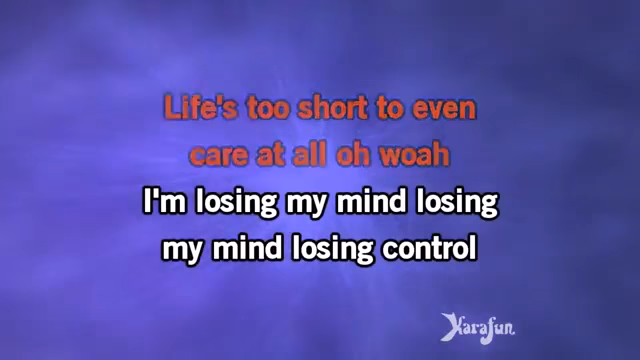 Life's too short to even
care at all oh woah
I'm losing my mind losing
my mind losing control
Karafun